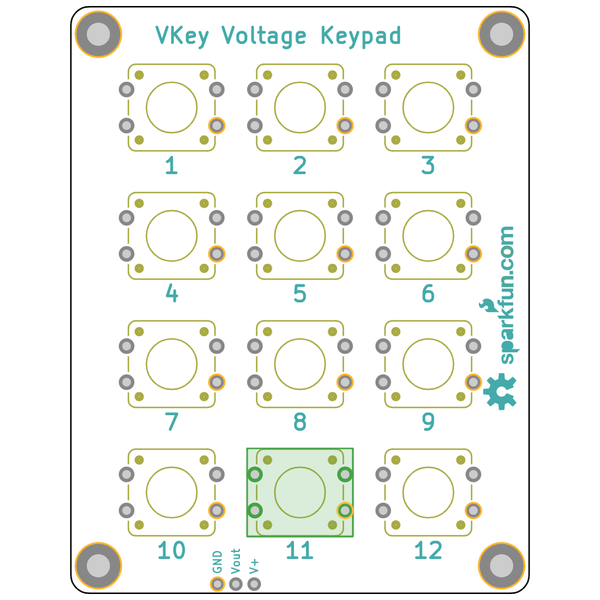 VKey Voltage Keypad
1 2 3
4 5 6
sparkfun.com
7 8 9
10 11 12
GND
Vout
V+